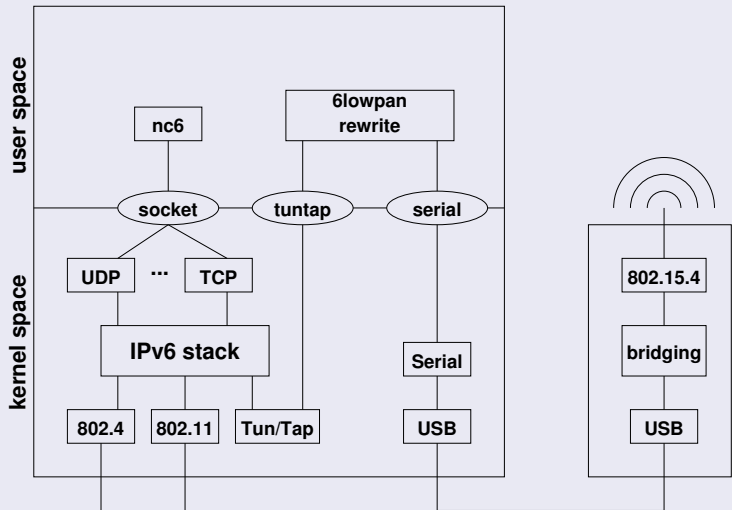 user space
6lowpan
rewrite
nc6
socket
tuntap
serial
kernel space
UDP
...
TCP
IPv6 stack
Serial
802.4
802.11
Tun/Tap
USB
802.15.4
bridging
USB